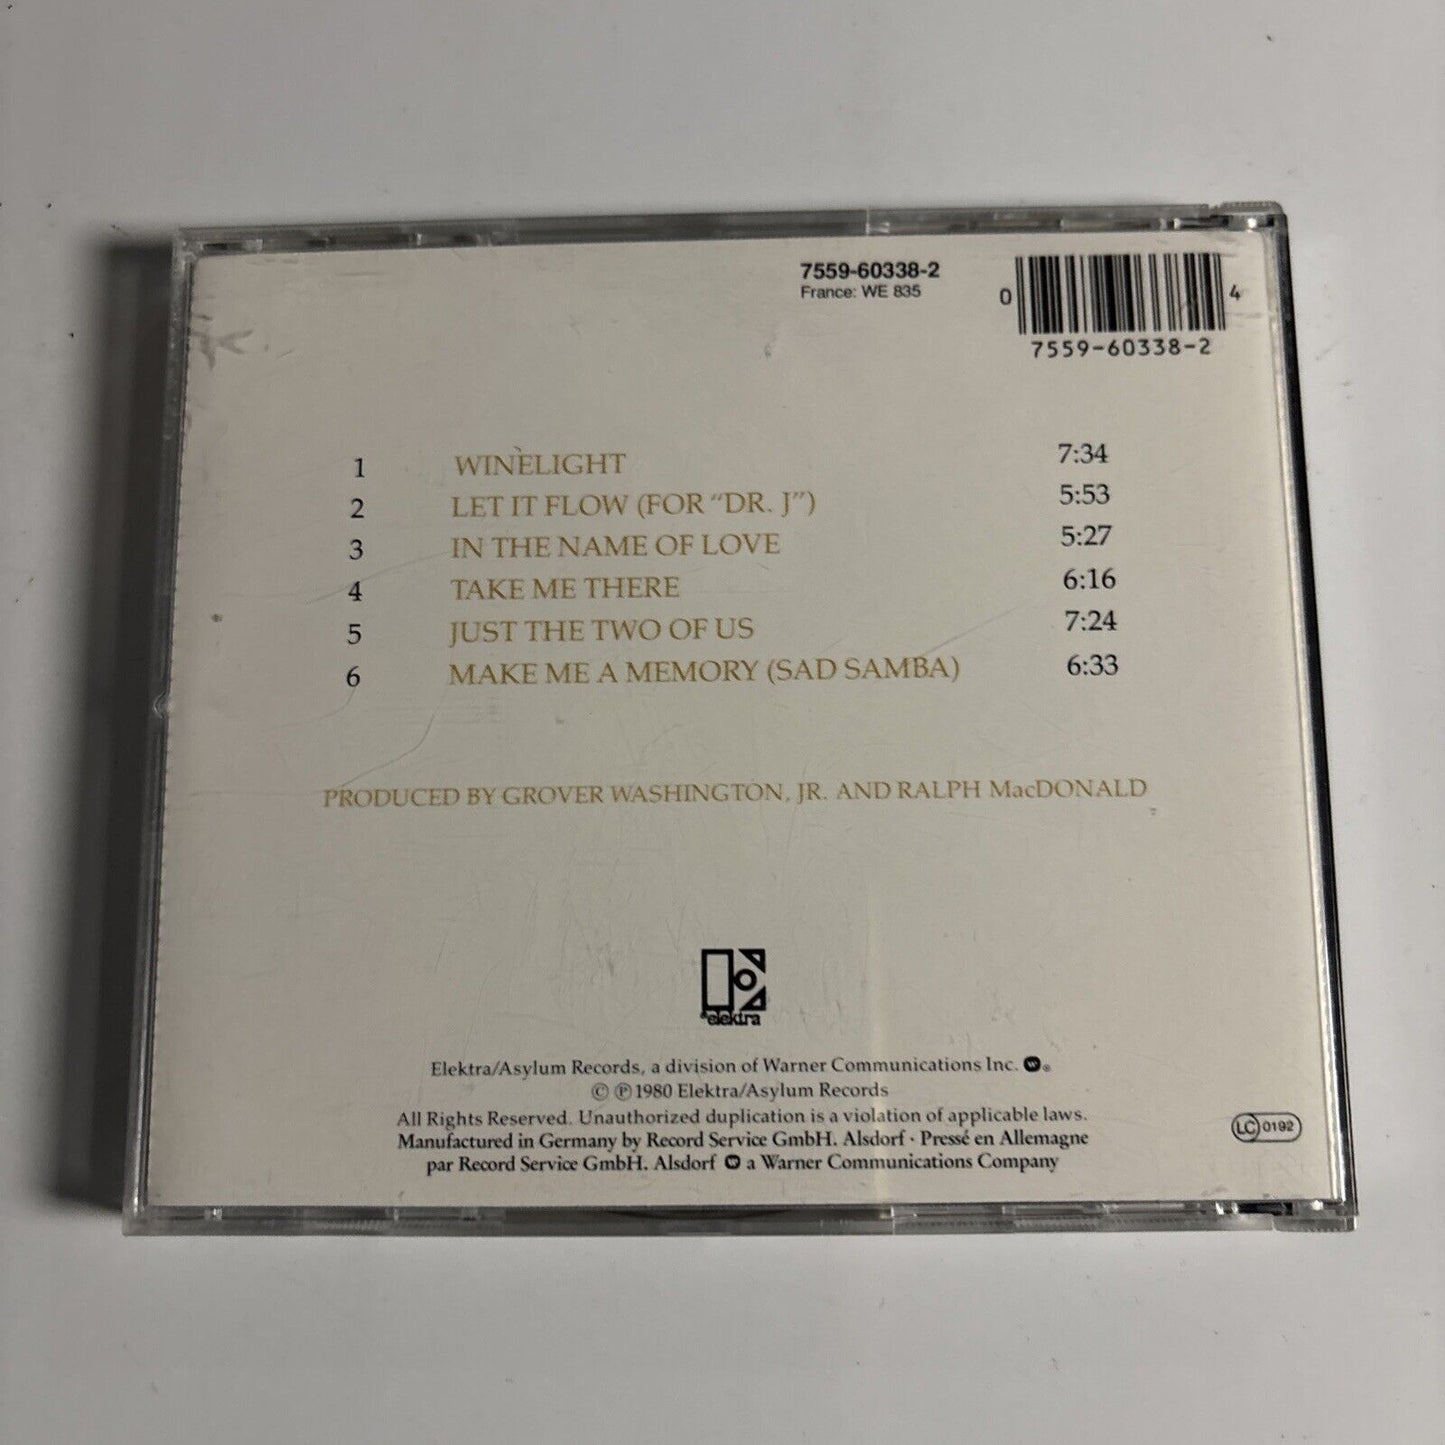 7559-60338-2
France: WE 835
0 4
7559-60338-2
1 WINELIGHT 7:34
2 LET IT FLOW (FOR “DR. J”) 5:53
3 IN THE NAME OF LOVE 5:27
4 TAKE ME THERE 6:16
5 JUST THE TWO OF US 7:24
6 MAKE ME A MEMORY (SAD SAMBA) 6:33
PRODUCED BY GROVER WASHINGTON, JR. AND RALPH MacDONALD
elektra
Elektra/Asylum Records, a division of Warner Communications Inc. ®
© ℗ 1980 Elektra/Asylum Records
All Rights Reserved. Unauthorized duplication is a violation of applicable laws.
Manufactured in Germany by Record Service GmbH. Alsdorf · Pressé en Allemagne
par Record Service GmbH. Alsdorf a Warner Communications Company
LC 0192